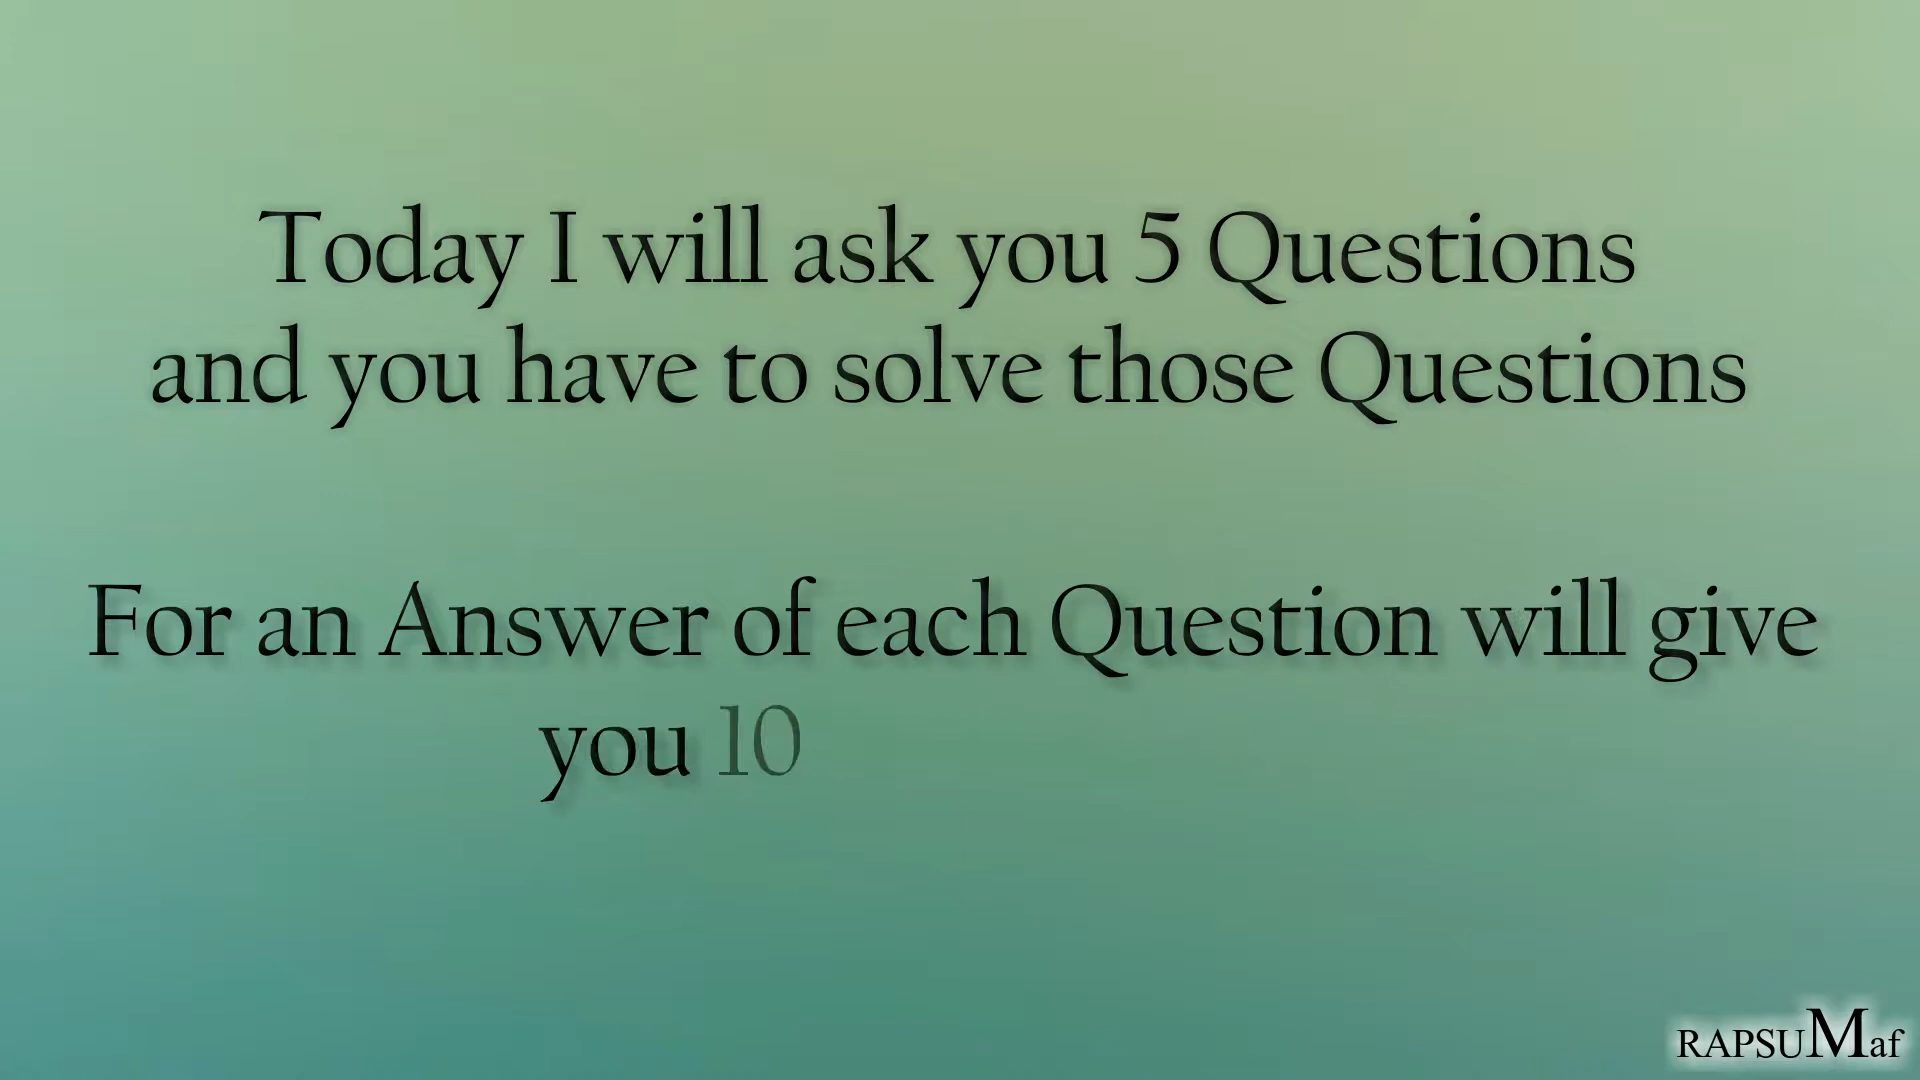 Today I will ask you 5 Questions
and you have to solve those Questions
For an Answer of each Question will give
you 10
RAPSUMaf